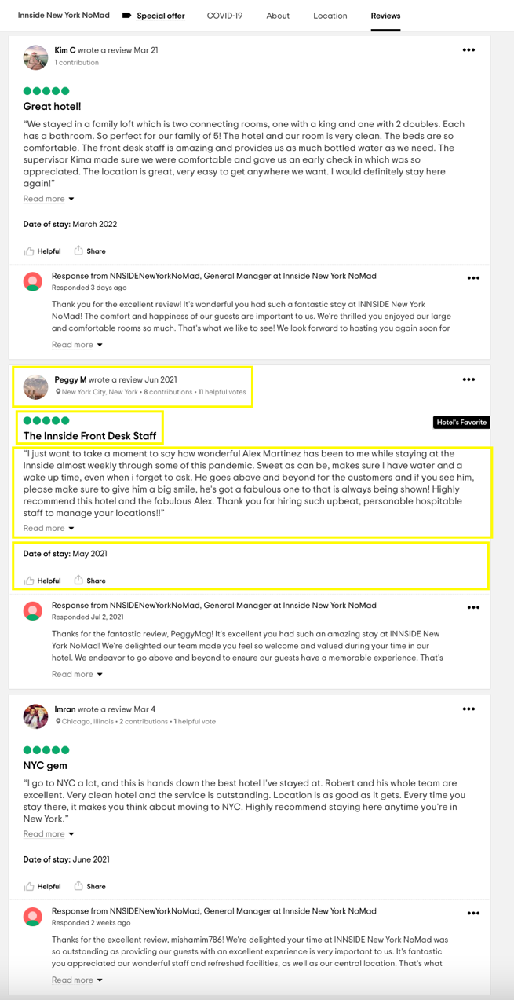 Innside New York NoMad Special offer COVID-19 About Location Reviews
Kim C wrote a review Mar 21
1 contribution
Great hotel!
"We stayed in a family loft which is two connecting rooms, one with a king and one with 2 doubles. Each
has a bathroom. So perfect for our family of 5! The hotel and our room is very clean. The beds are so
comfortable. The front desk staff is amazing and provides us as much bottled water as we need. The
supervisor Kima made sure we were comfortable and gave us an early check in which was so
appreciated. The location is great, very easy to get anywhere we want. I would definitely stay here
again!"
Read more
Date of stay: March 2022
Helpful Share
Response from NNSIDENewYorkNoMad, General Manager at Innside New York NoMad
Responded 3 days ago
Thank you for the excellent review! It's wonderful you had such a fantastic stay at INNSIDE New York
NoMad! The comfort and happiness of our guests are important to us. We're thrilled you enjoyed our large
and comfortable rooms so much. That's what we like to see! We look forward to hosting you again soon for
Read more
Peggy M wrote a review Jun 2021
New York City, New York • 8 contributions • 11 helpful votes
Hotel's Favorite
The Innside Front Desk Staff
"I just want to take a moment to say how wonderful Alex Martinez has been to me while staying at the
Innside almost weekly through some of this pandemic. Sweet as can be, makes sure I have water and a
wake up time, even when i forget to ask. He goes above and beyond for the customers and if you see him,
please make sure to give him a big smile, he's got a fabulous one to that is always being shown! Highly
recommend this hotel and the fabulous Alex. Thank you for hiring such upbeat, personable hospitable
staff to manage your locations!!"
Read more
Date of stay: May 2021
Helpful Share
Response from NNSIDENewYorkNoMad, General Manager at Innside New York NoMad
Responded Jul 2, 2021
Thanks for the fantastic review, PeggyMcg! It's excellent you had such an amazing stay at INNSIDE New
York NoMad! We're delighted our team made you feel so welcome and valued during your time in our
hotel. We endeavor to go above and beyond to ensure our guests have a memorable experience. That's
Read more
Imran wrote a review Mar 4
Chicago, Illinois • 2 contributions • 1 helpful vote
NYC gem
"I go to NYC a lot, and this is hands down the best hotel I've stayed at. Robert and his whole team are
excellent. Very clean hotel and the service is outstanding. Location is as good as it gets. Every time you
stay there, it makes you think about moving to NYC. Highly recommend staying here anytime you're in
New York."
Read more
Date of stay: June 2021
Helpful Share
Response from NNSIDENewYorkNoMad, General Manager at Innside New York NoMad
Responded 2 weeks ago
Thanks for the excellent review, mishamim786! We're delighted your time at INNSIDE New York NoMad was
so outstanding as providing our guests with an excellent experience is very important to us. It's fantastic
you appreciated our wonderful staff and refreshed facilities, as well as our central location. That's what
Read more